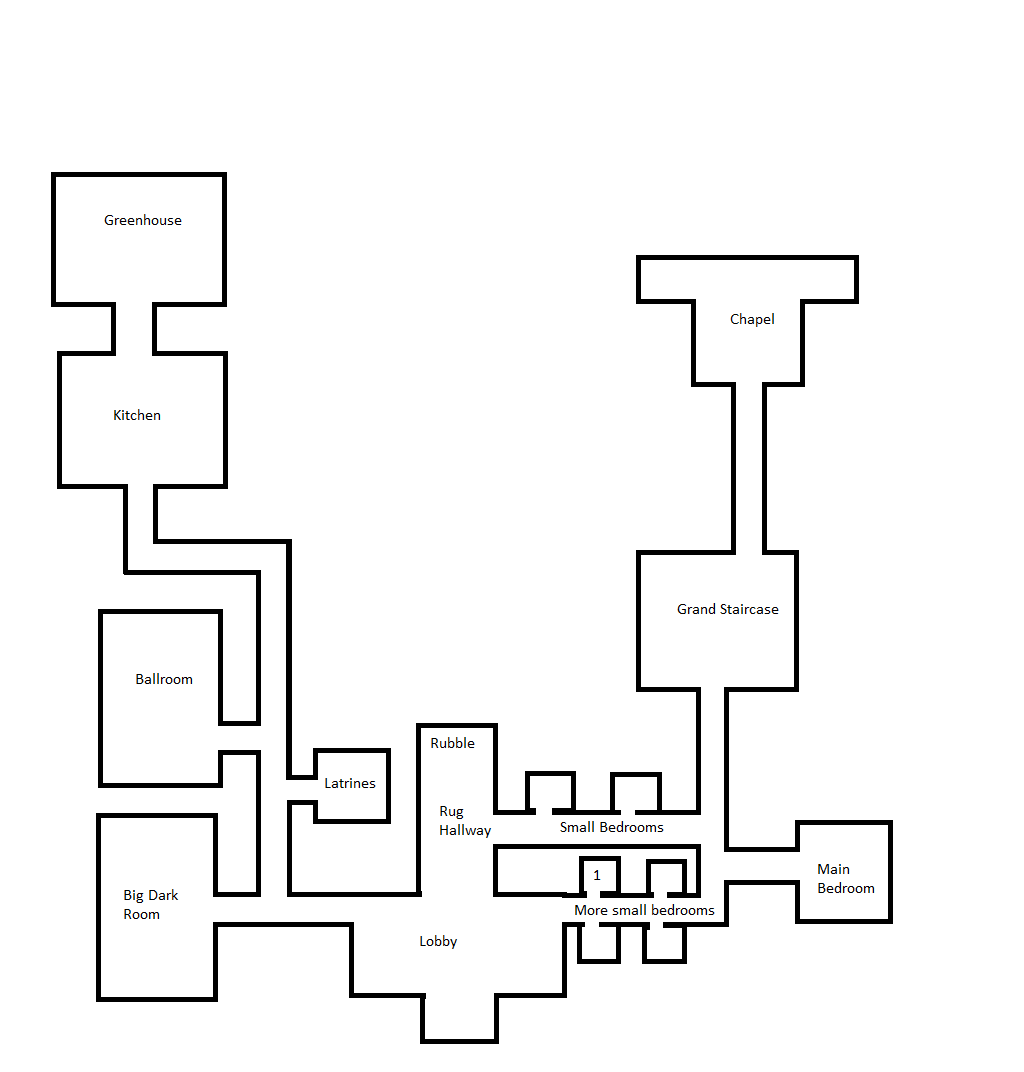 Greenhouse
Chapel
Kitchen
Grand Staircase
Ballroom
Rubble
Latrines
Rug
Hallway
Small Bedrooms
Main
Bedroom
1
Big Dark
Room
More small bedrooms
Lobby